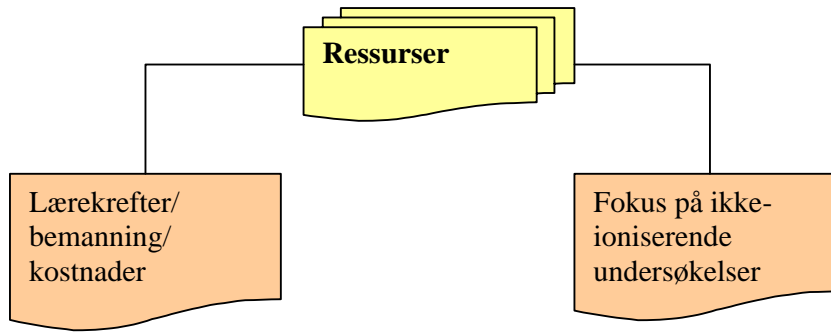 Ressurser
Lærekrefter/
bemanning/
kostnader
Fokus på ikke-
ioniserende
undersøkelser